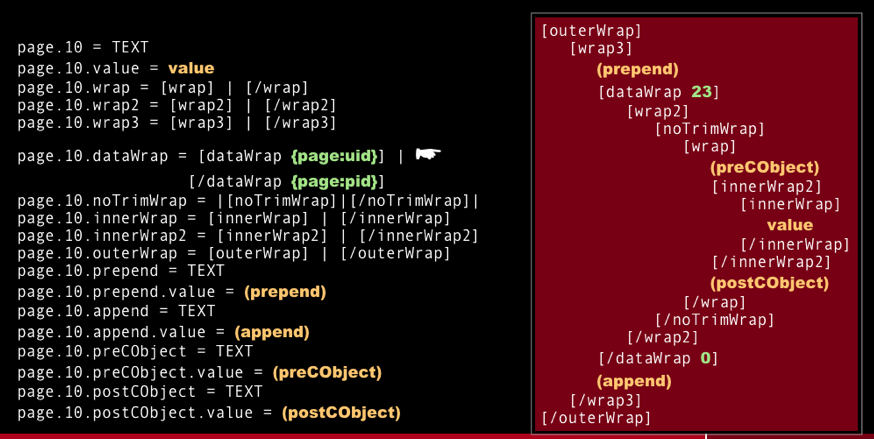 page.10 = TEXT
page.10.value = value
page.10.wrap = [wrap] | [/wrap]
page.10.wrap2 = [wrap2] | [/wrap2]
page.10.wrap3 = [wrap3] | [/wrap3]
page.10.dataWrap = [dataWrap {page:uid}] |
[/dataWrap {page:pid}]
page.10.noTrimWrap = |[noTrimWrap]|[/noTrimWrap]|
page.10.innerWrap = [innerWrap] | [/innerWrap]
page.10.innerWrap2 = [innerWrap2] | [/innerWrap2]
page.10.outerWrap = [outerWrap] | [/outerWrap]
page.10.prepend = TEXT
page.10.prepend.value = (prepend)
page.10.append = TEXT
page.10.append.value = (append)
page.10.preCObject = TEXT
page.10.preCObject.value = (preCObject)
page.10.postCObject = TEXT
page.10.postCObject.value = (postCObject)
[outerWrap]
[wrap3]
(prepend)
[dataWrap 23]
[wrap2]
[noTrimWrap]
[wrap]
(preCObject)
[innerWrap2]
[innerWrap]
value
[/innerWrap]
[/innerWrap2]
(postCObject)
[/wrap]
[/noTrimWrap]
[/wrap2]
[/dataWrap 0]
(append)
[/wrap3]
[/outerWrap]